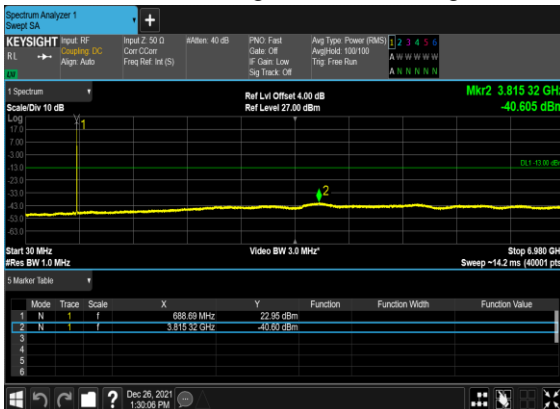 Spectrum Analyzer 1
Swept SA
KEYSIGHT Input: RF Input Z: 50 Ω #Atten: 40 dB PNO: Fast Avg Type: Power (RMS) 1 2 3 4 5 6
RL Coupling: DC Corr CCorr Gate: Off Avg|Hold: 100/100 A W W W W W
Align: Auto Freq Ref: Int (S) IF Gain: Low Trig: Free Run
Sig Track: Off A N N N N N
1 Spectrum Ref Lvl Offset 4.00 dB Mkr2 3.815 32 GHz
Scale/Div 10 dB Ref Level 27.00 dBm -40.605 dBm
Log
17.0
7.00
-3.00
-13.0 DL1 -13.00 dBm
-23.0
-33.0
-43.0
-53.0
-63.0
1
2
Start 30 MHz Video BW 3.0 MHz* Stop 6.980 GHz
#Res BW 1.0 MHz Sweep ~14.2 ms (40001 pts)
5 Marker Table
Mode Trace Scale X Y Function Function Width Function Value
1 N 1 f 688.69 MHz 22.95 dBm
2 N 1 f 3.815 32 GHz -40.60 dBm
3
4
5
6
? Dec 26, 2021
1:30:06 PM